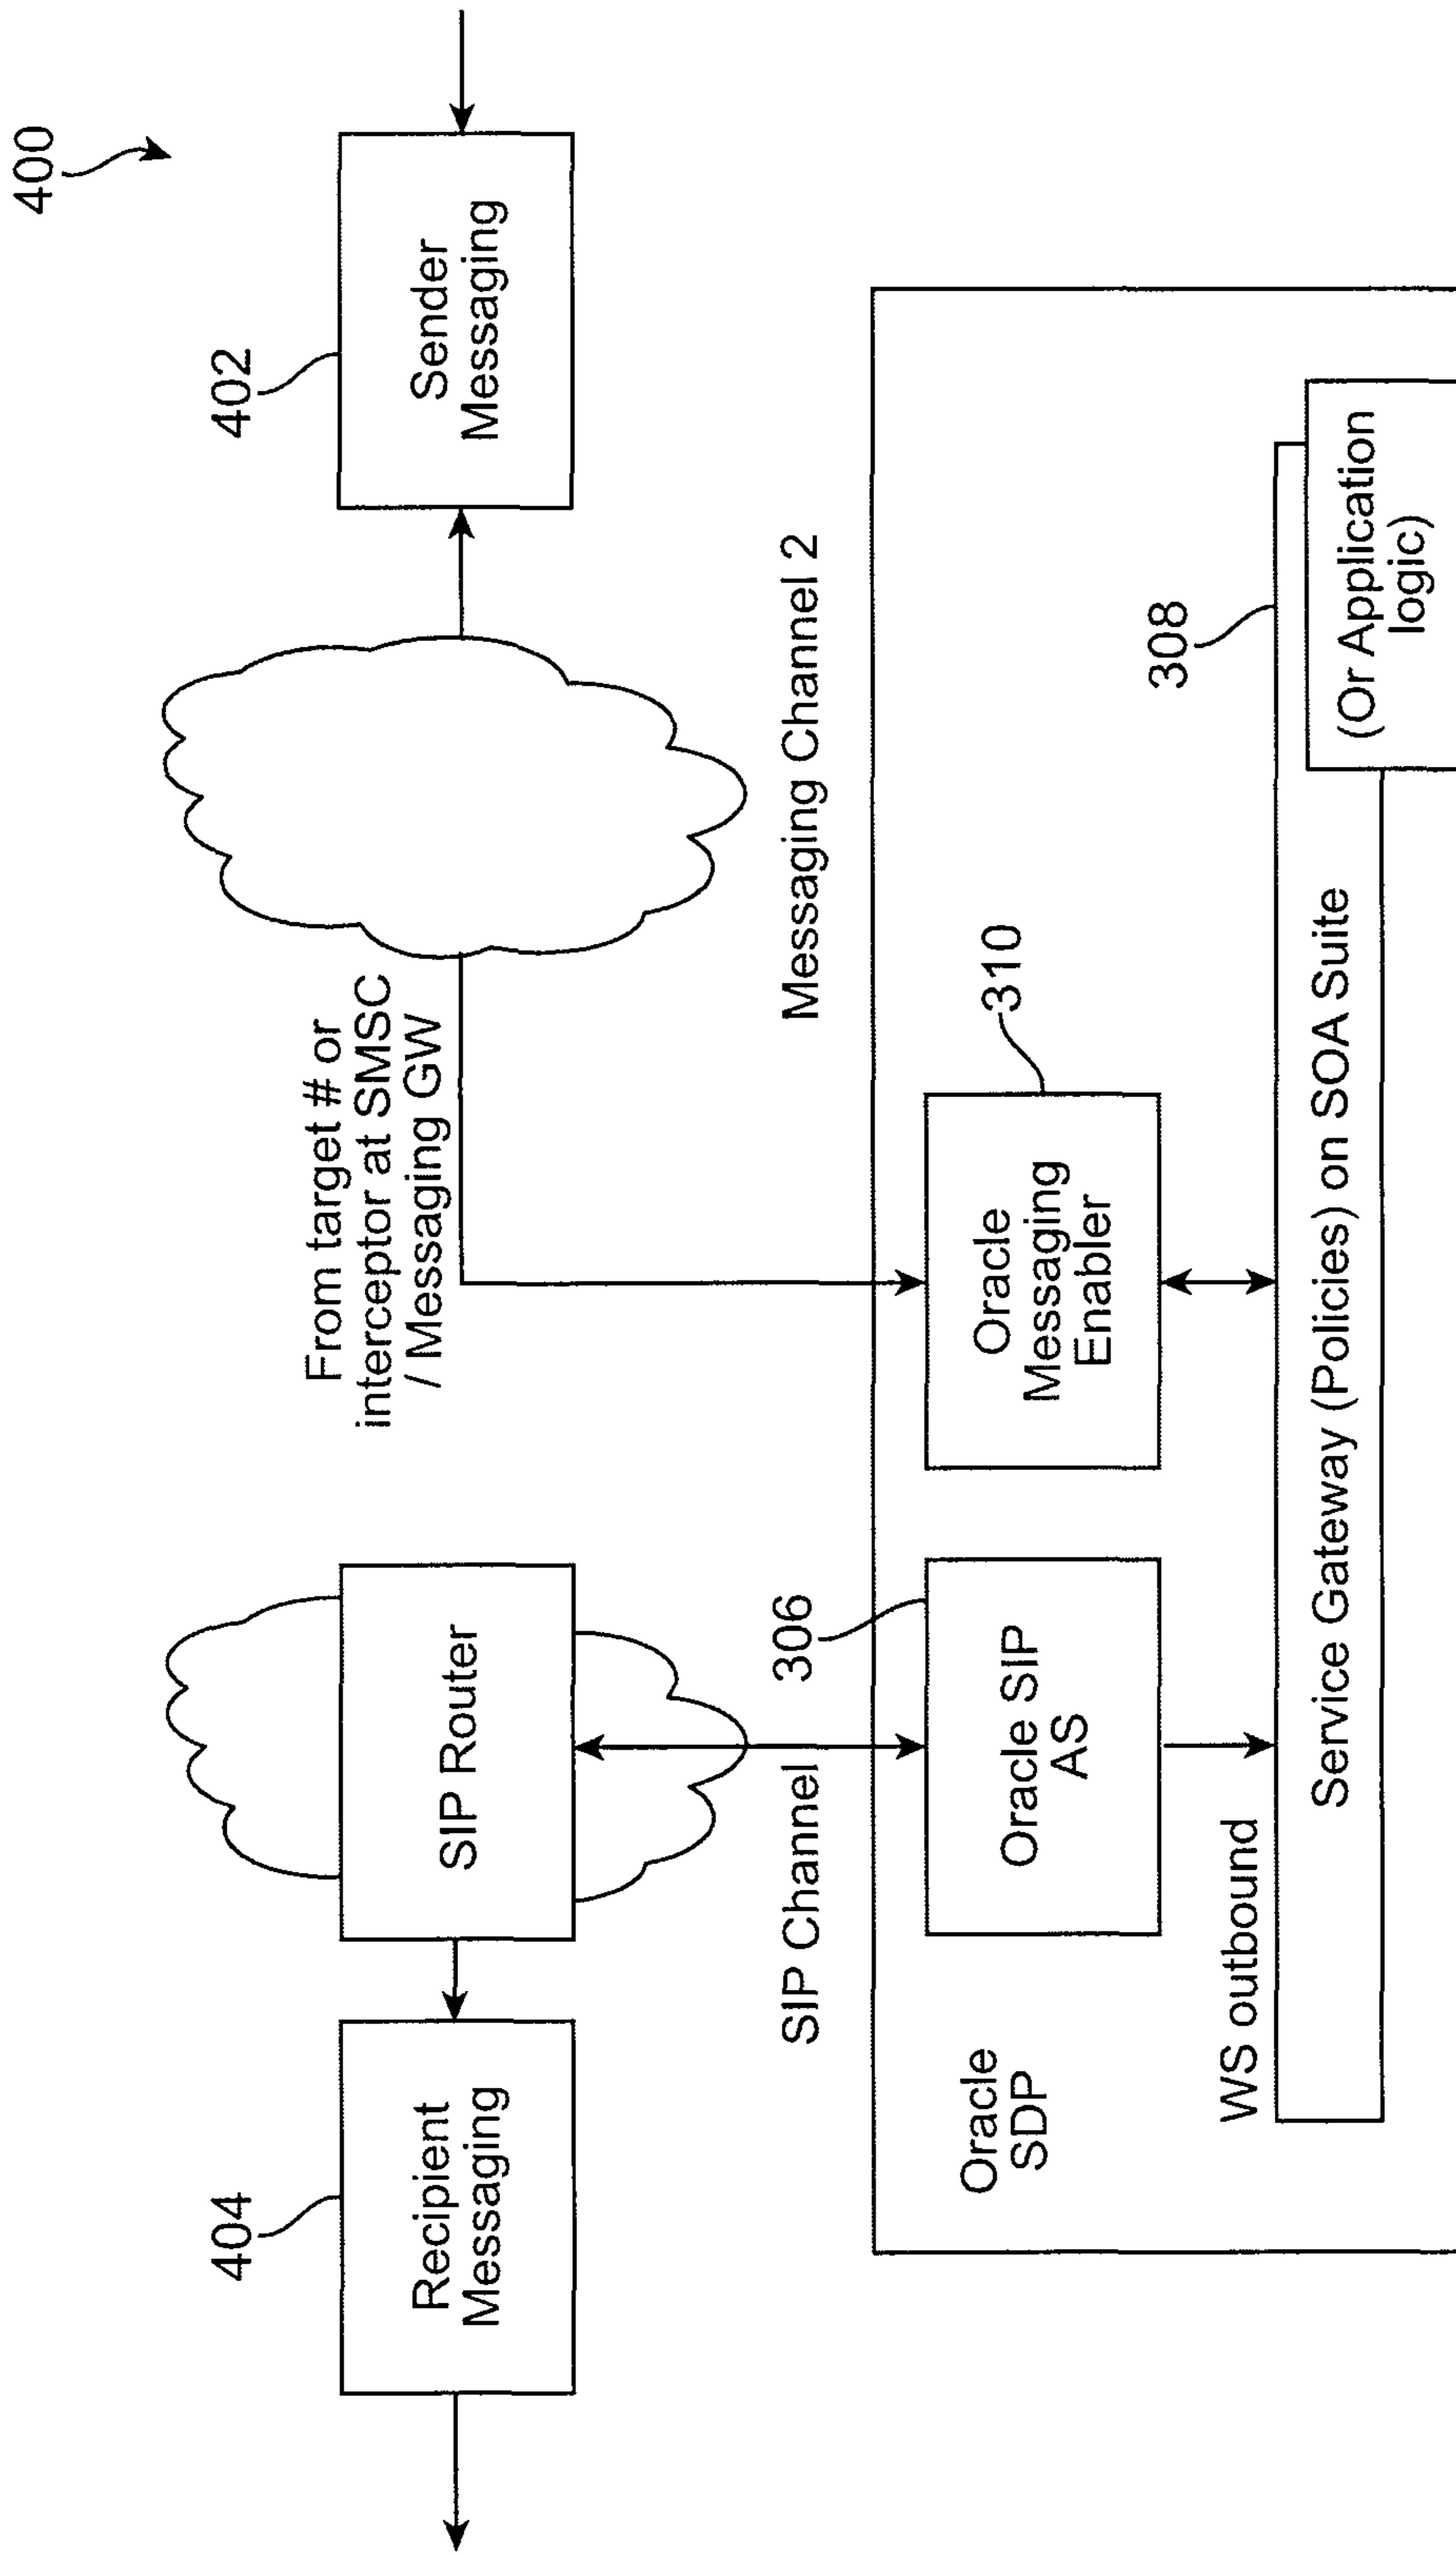 400
404
Recipient
Messaging
SIP Router
From target # or
interceptor at SMSC
/ Messaging GW
402
Sender
Messaging
SIP Channel
306
Messaging Channel 2
Oracle
SDP
Oracle SIP
AS
310
Oracle
Messaging
Enabler
WS outbound
308
Service Gateway (Policies) on SOA Suite
(Or Application
logic)